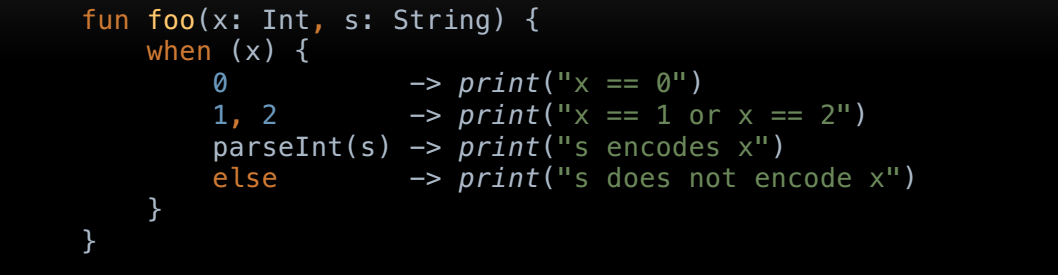 fun foo(x: Int, s: String) {
    when (x) {
        0           -> print("x == 0")
        1, 2        -> print("x == 1 or x == 2")
        parseInt(s) -> print("s encodes x")
        else        -> print("s does not encode x")
    }
}